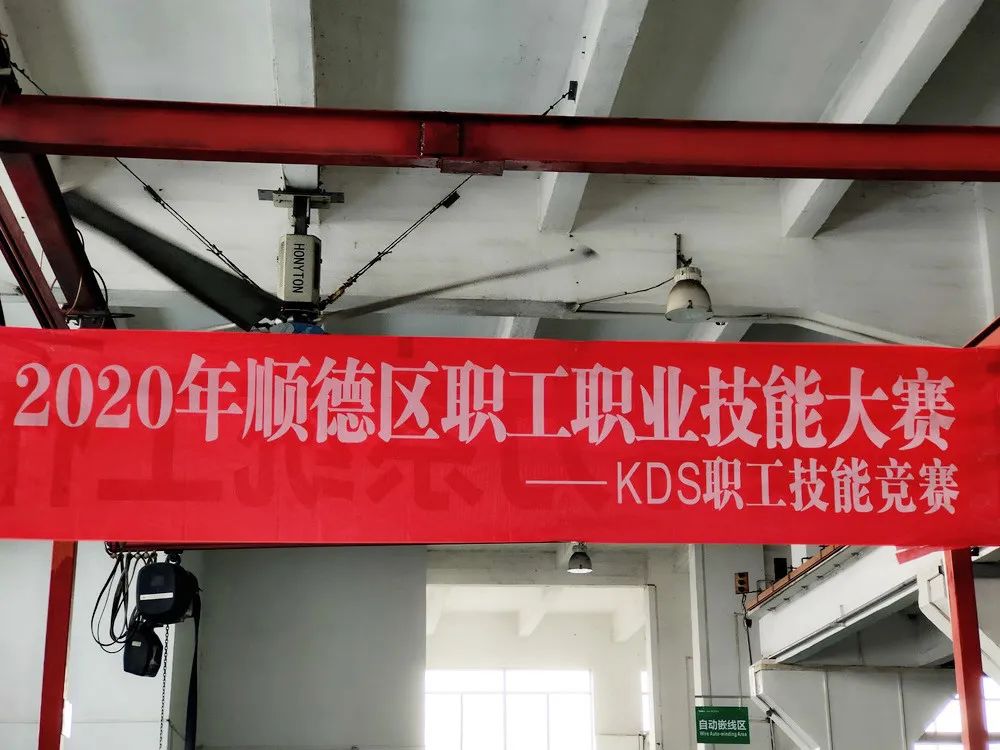 HONYTON
2020年顺德区职工职业技能大赛
——KDS职工技能竞赛
自动嵌线区
Wire Auto-winding Area